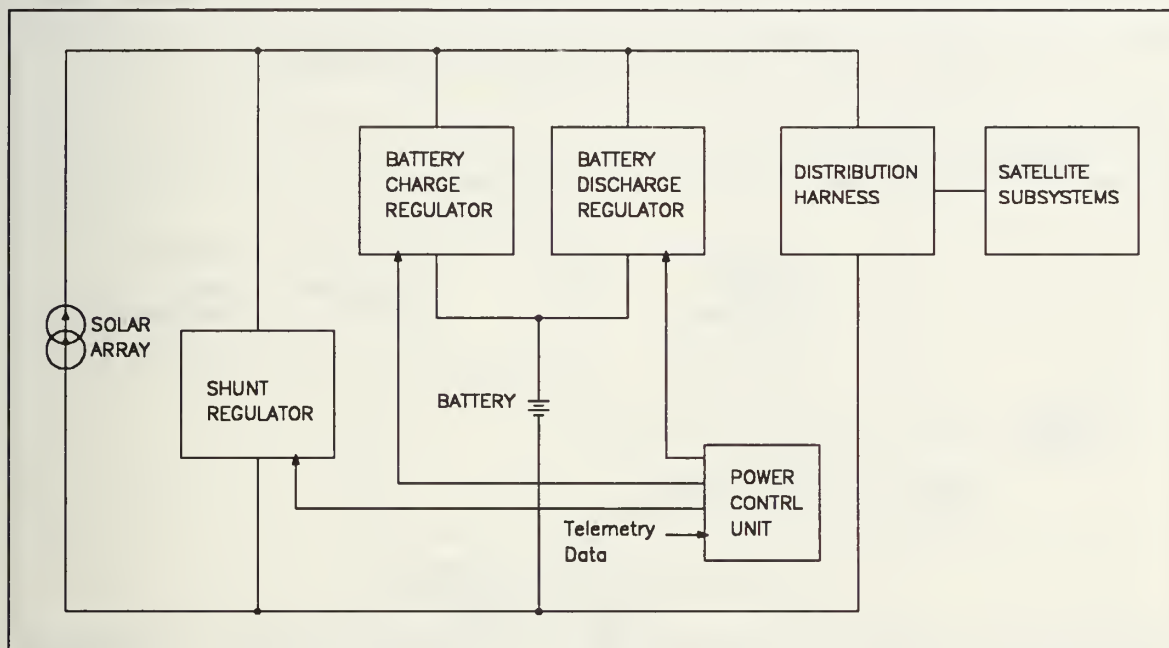 BATTERY
CHARGE
REGULATOR
BATTERY
DISCHARGE
REGULATOR
DISTRIBUTION
HARNESS
SATELLITE
SUBSYSTEMS
SOLAR
ARRAY
SHUNT
REGULATOR
BATTERY
POWER
CONTRL
UNIT
Telemetry
Data